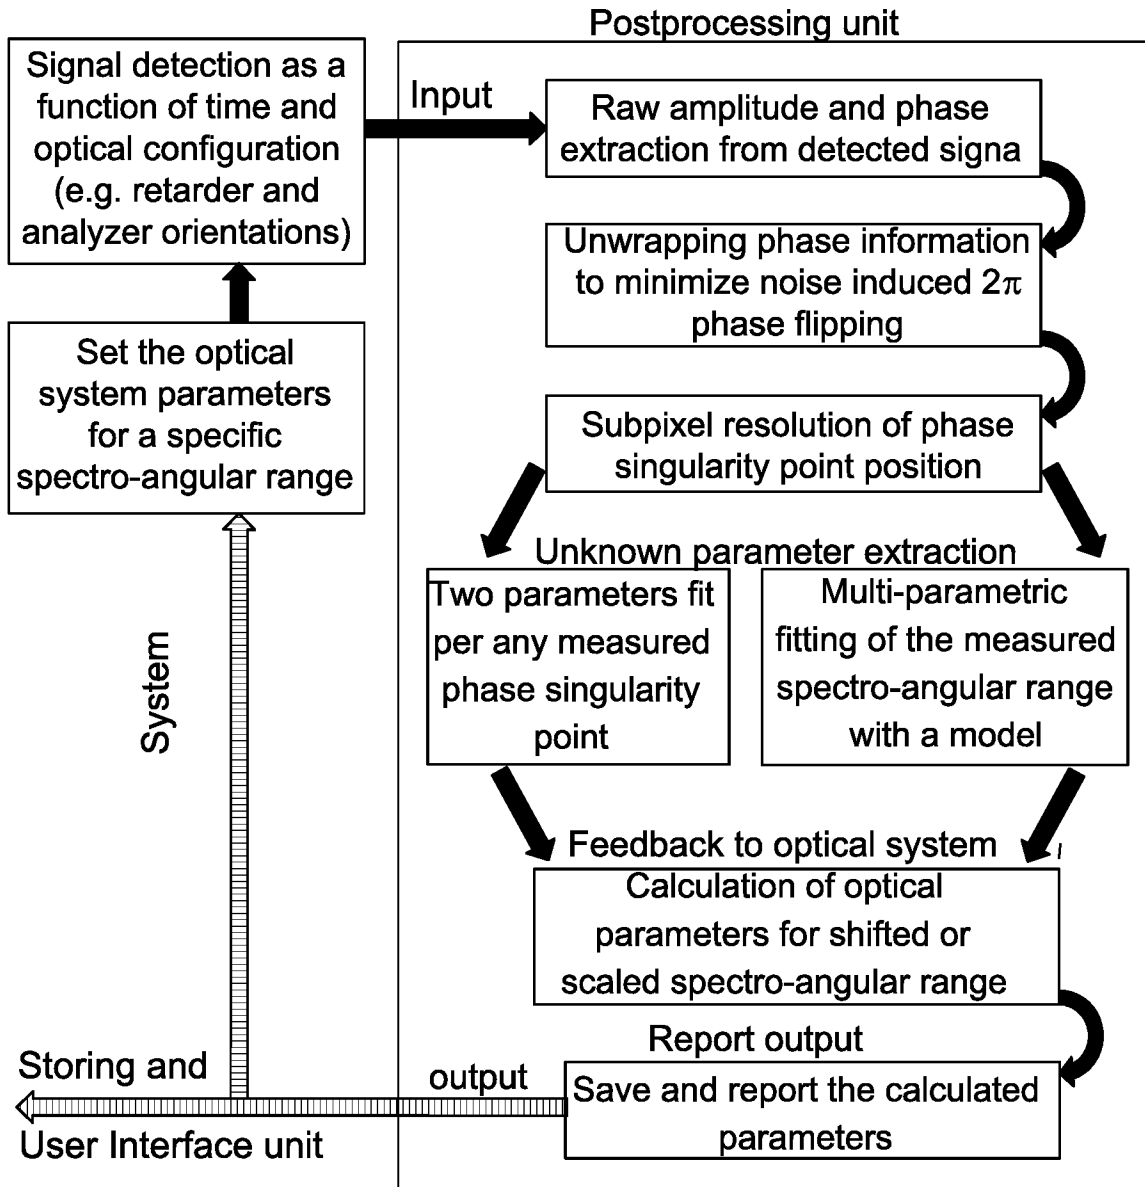 Postprocessing unit
Signal detection as a
function of time and
optical configuration
(e.g. retarder and
analyzer orientations)
Input
Raw amplitude and phase
extraction from detected signa
Unwrapping phase information
to minimize noise induced 2π
phase flipping
Set the optical
system parameters
for a specific
spectro-angular range
Subpixel resolution of phase
singularity point position
Unknown parameter extraction
Two parameters fit
per any measured
phase singularity
point
Multi-parametric
fitting of the measured
spectro-angular range
with a model
System
Feedback to optical system
Calculation of optical
parameters for shifted or
scaled spectro-angular range
Report output
Storing and
User Interface unit
output
Save and report the calculated
parameters